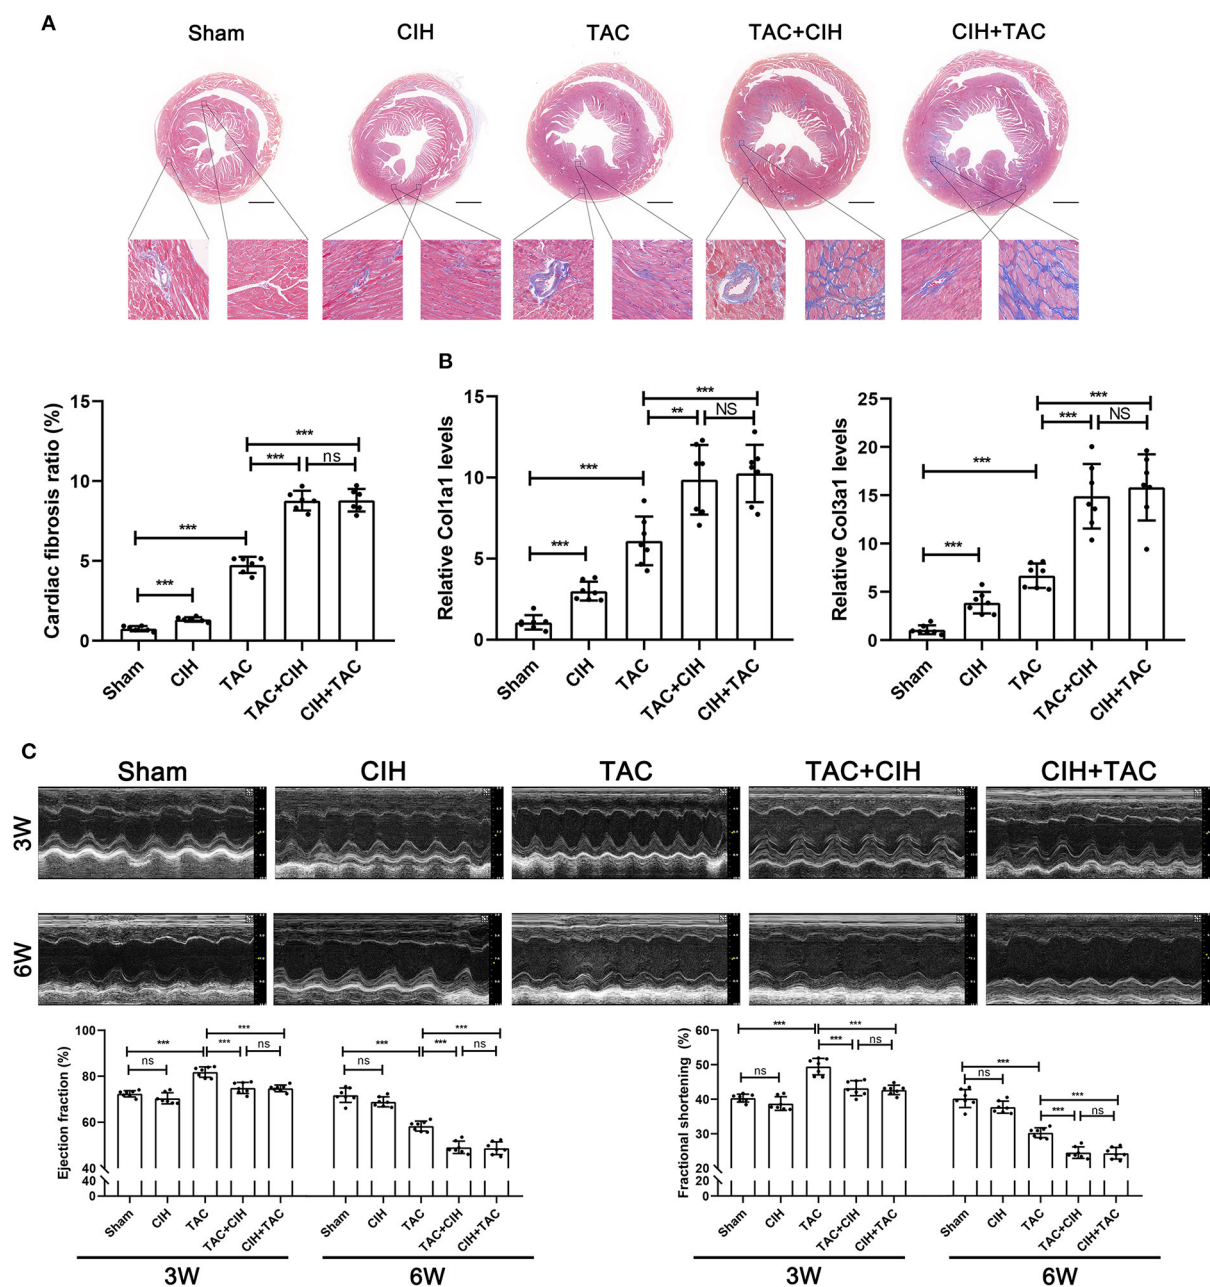 A
Sham CIH TAC TAC+CIH CIH+TAC
B
Cardiac fibrosis ratio (%)
15
10
5
0
*** *** *** *** ns
Sham CIH TAC TAC+CIH CIH+TAC
Relative Col1a1 levels
15
10
5
0
*** *** ** NS ***
Sham CIH TAC TAC+CIH CIH+TAC
Relative Col3a1 levels
25
20
15
10
5
0
*** *** *** NS ***
Sham CIH TAC TAC+CIH CIH+TAC
C
Sham CIH TAC TAC+CIH CIH+TAC
3W
6W
Ejection fraction (%)
100
80
60
40
20
0
ns *** *** ns ***
ns *** *** ns ***
Sham CIH TAC TAC+CIH CIH+TAC
Sham CIH TAC TAC+CIH CIH+TAC
3W 6W
Fractional shortening (%)
60
50
40
30
20
20
0
ns *** *** ns ***
ns *** *** ns ***
Sham CIH TAC TAC+CIH CIH+TAC
Sham CIH TAC TAC+CIH CIH+TAC
3W 6W